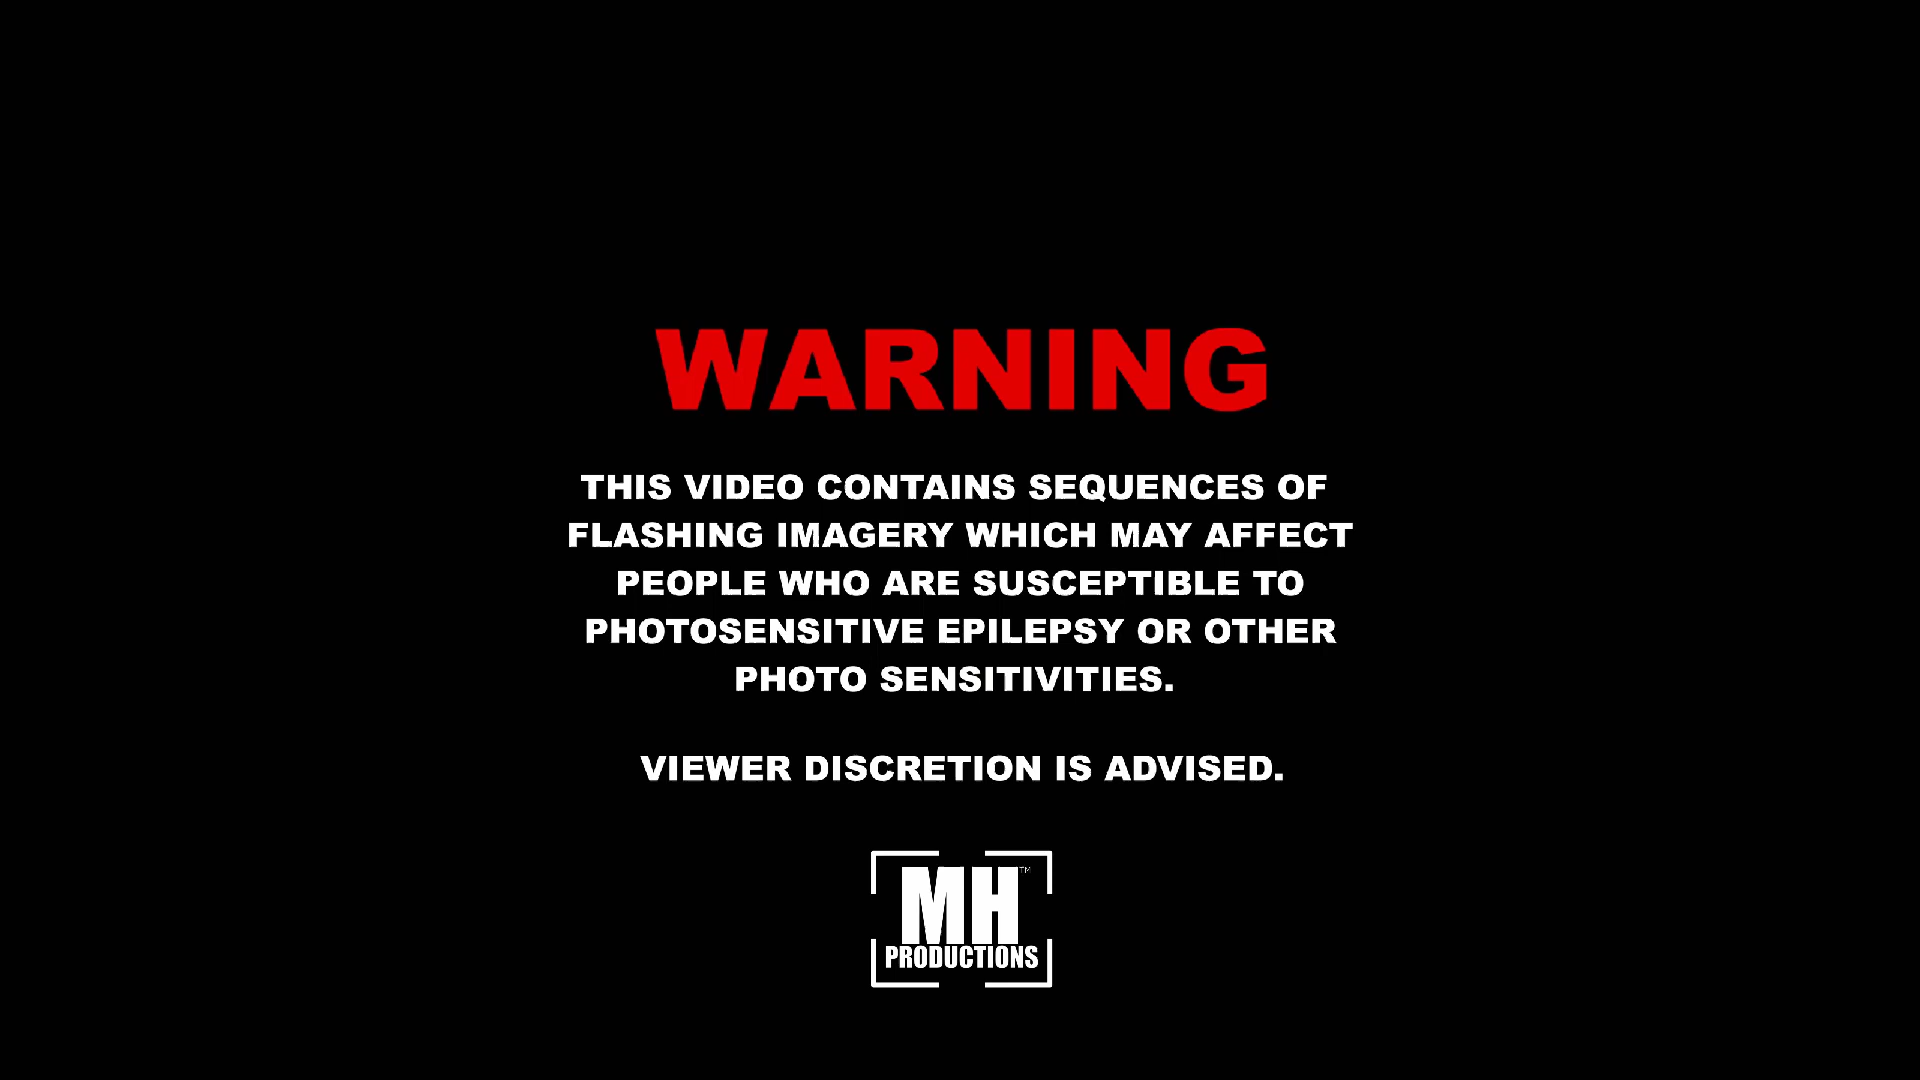 WARNING
THIS VIDEO CONTAINS SEQUENCES OF
FLASHING IMAGERY WHICH MAY AFFECT
PEOPLE WHO ARE SUSCEPTIBLE TO
PHOTOSENSITIVE EPILEPSY OR OTHER
PHOTO SENSITIVITIES.
VIEWER DISCRETION IS ADVISED.
MH™
PRODUCTIONS